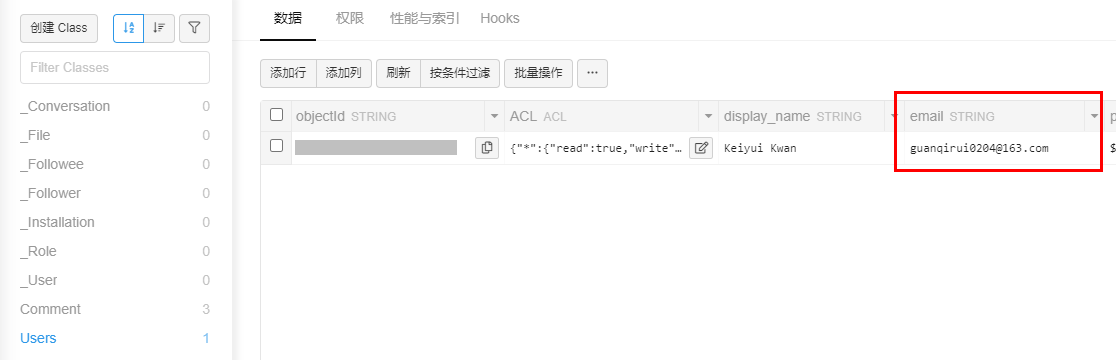 创建 Class
Filter Classes
_Conversation 0
_File 0
_Followee 0
_Follower 0
_Installation 0
_Role 0
_User 0
Comment 3
Users 1
数据 权限 性能与索引 Hooks
添加行 添加列 刷新 按条件过滤 批量操作 ···
objectId STRING ACL ACL display_name STRING email STRING p
{"*":{"read":true,"write"… Keiyui Kwan guanqirui0204@163.com $